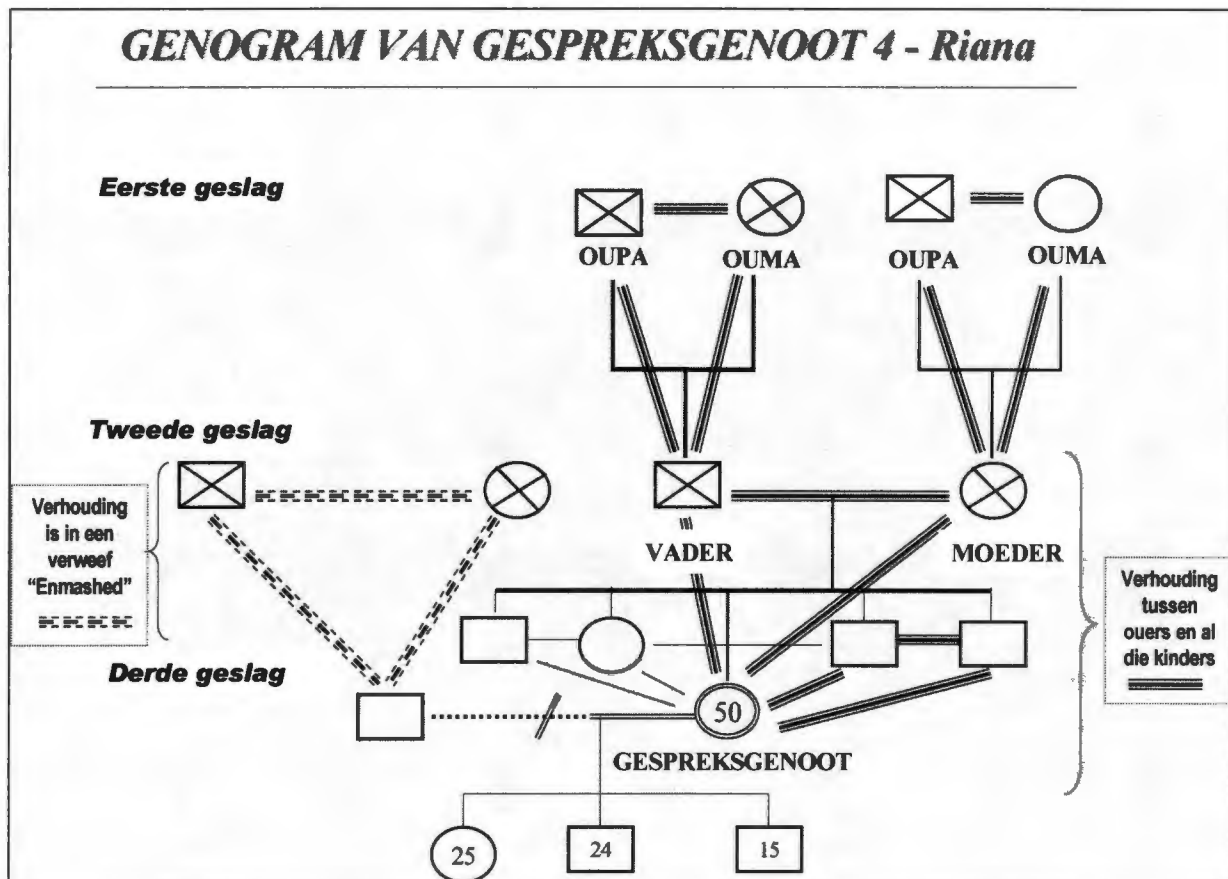 GENOGRAM VAN GESPREKSGENOOT 4 - Riana
Eerste geslag
OUPA OUMA OUPA OUMA
Tweede geslag
Verhouding
is in een
verweef
“Enmashed”
VADER MOEDER
Verhouding
tussen
ouers en al
die kinders
Derde geslag
50
GESPREKSGENOOT
25 24 15